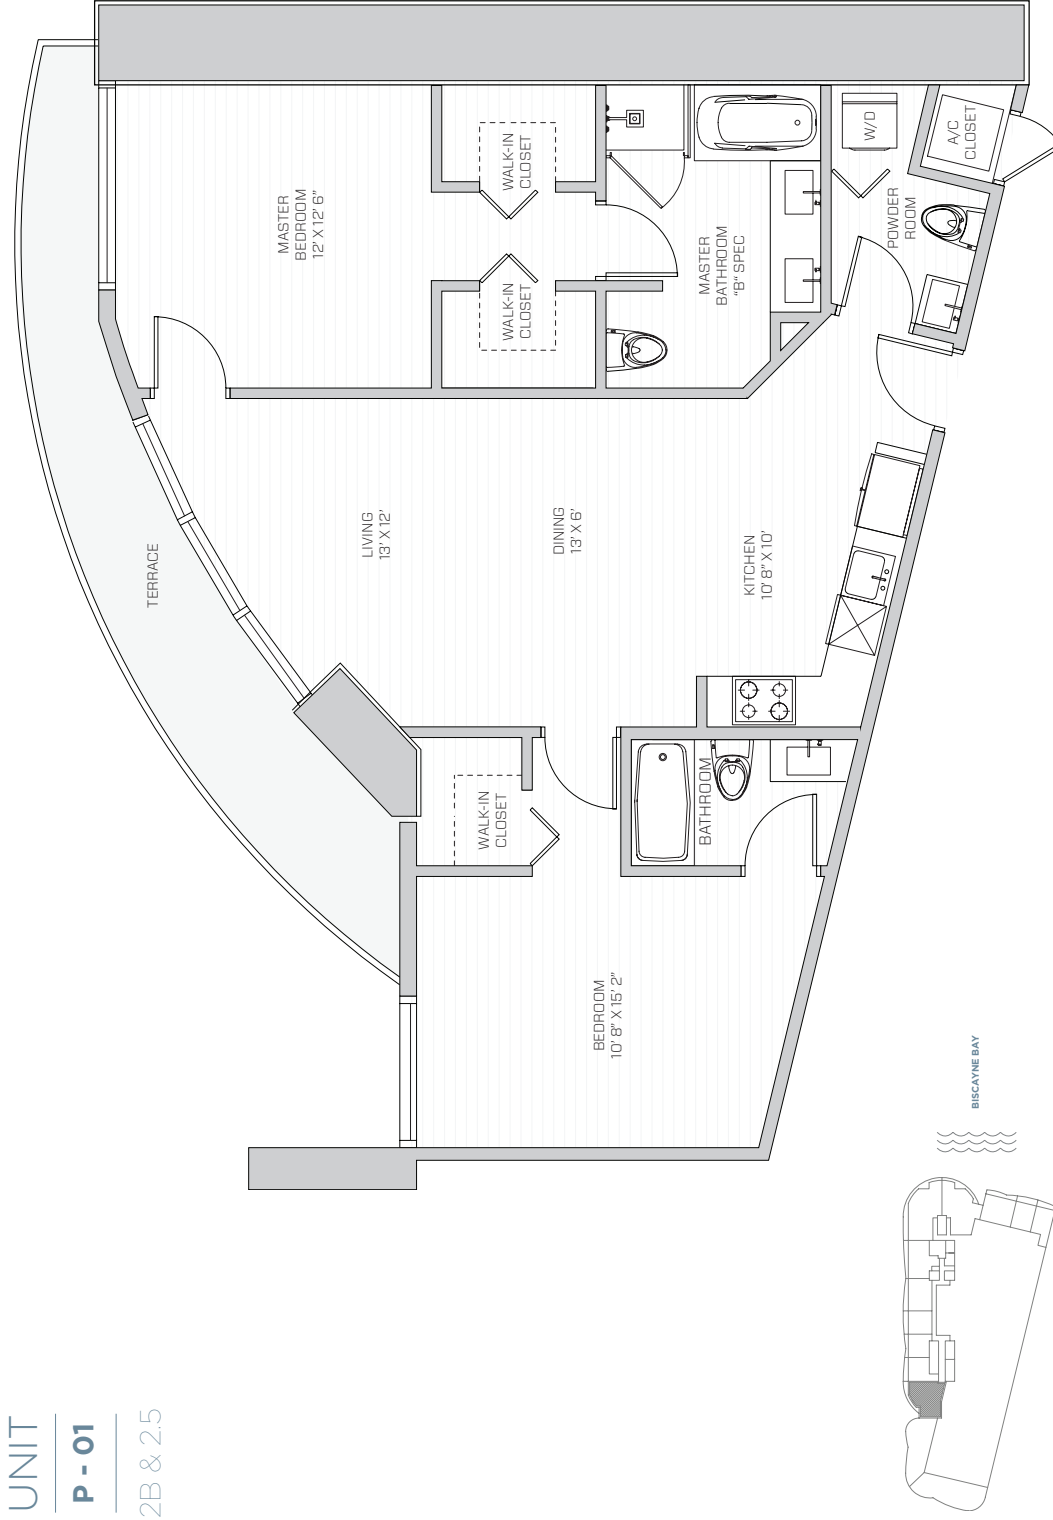 UNIT
P - 01
2B & 2.5
TERRACE
MASTER
BEDROOM
12' X 12' 6"
WALK-IN
CLOSET
WALK-IN
CLOSET
MASTER
BATHROOM
"B" SPEC
W/D
A/C
CLOSET
POWDER
ROOM
LIVING
13' X 12'
DINING
13' X 6'
KITCHEN
10' 8" X 10'
WALK-IN
CLOSET
BATHROOM
BEDROOM
10' 8" X 15' 2"
BISCAYNE BAY